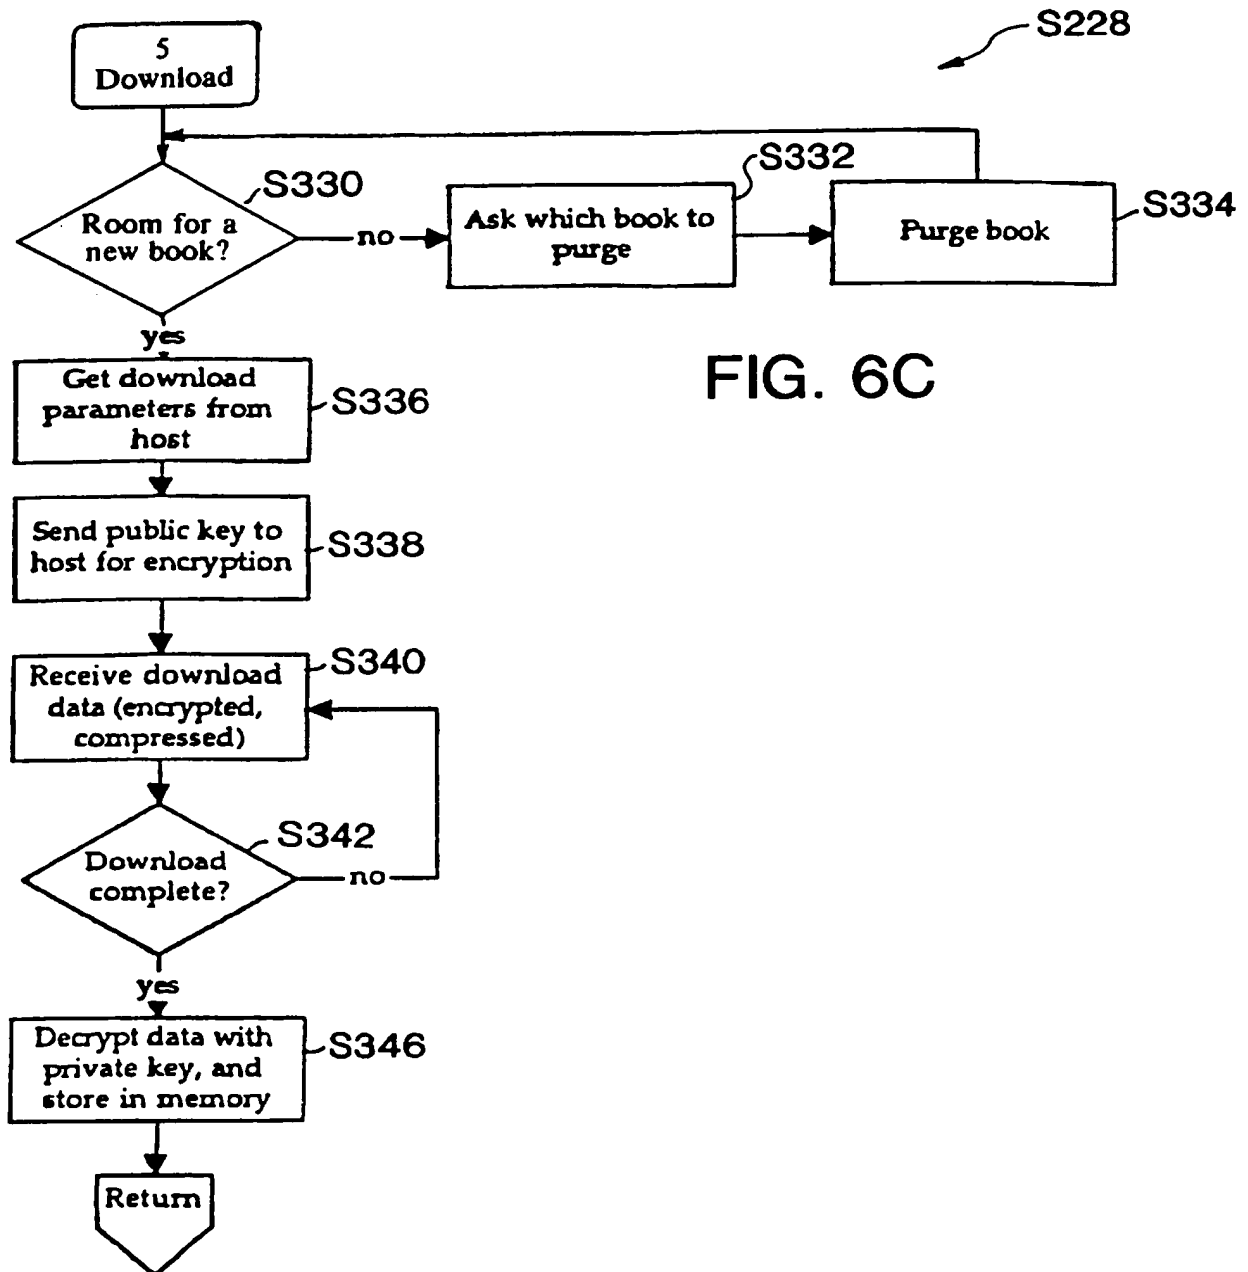 5
Download
S228
S330
Room for a
new book?
no
S332
Ask which book to
purge
Purge book
S334
yes
FIG. 6C
Get download
parameters from
host
S336
Send public key to
host for encryption
S338
S340
Receive download
data (encrypted,
compressed)
S342
Download
complete?
no
yes
Decrypt data with
private key, and
store in memory
S346
Return